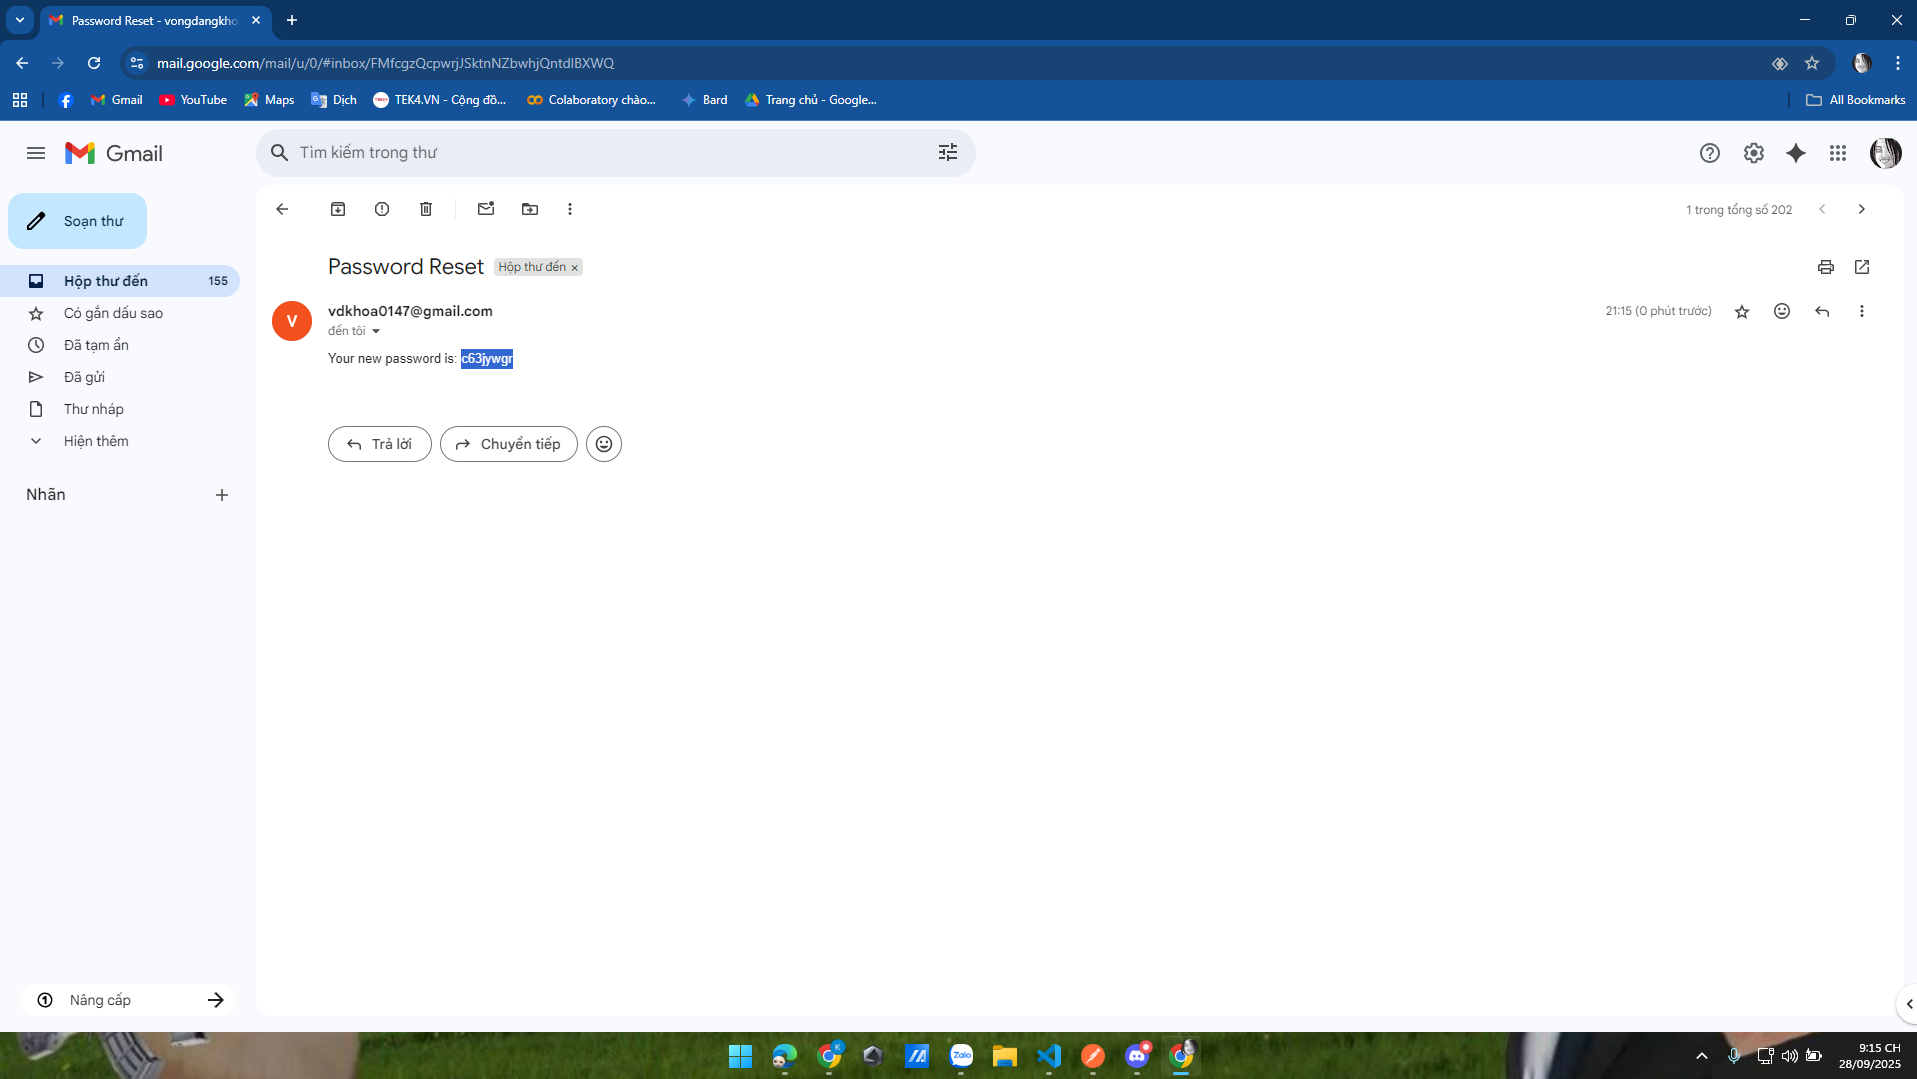 Password Reset - vongdangkho
mail.google.com/mail/u/0/#inbox/FMfcgzQcpwrjJSktnNZbwhjQntdlBXWQ
Gmail
YouTube
Maps
Dịch
TEK4.VN - Cộng đồ...
Colaboratory chào...
Bard
Trang chủ - Google...
All Bookmarks
Gmail
Tìm kiếm trong thư
Soạn thư
1 trong tổng số 202
Hộp thư đến 155
Có gắn dấu sao
Đã tạm ẩn
Đã gửi
Thư nháp
Hiện thêm
Nhãn
Nâng cấp
Password Reset Hộp thư đến ×
V
vdkhoa0147@gmail.com
21:15 (0 phút trước)
đến tôi
Your new password is: c63jywgr
Trả lời
Chuyển tiếp
K
Zalo
9:15 CH
28/09/2025